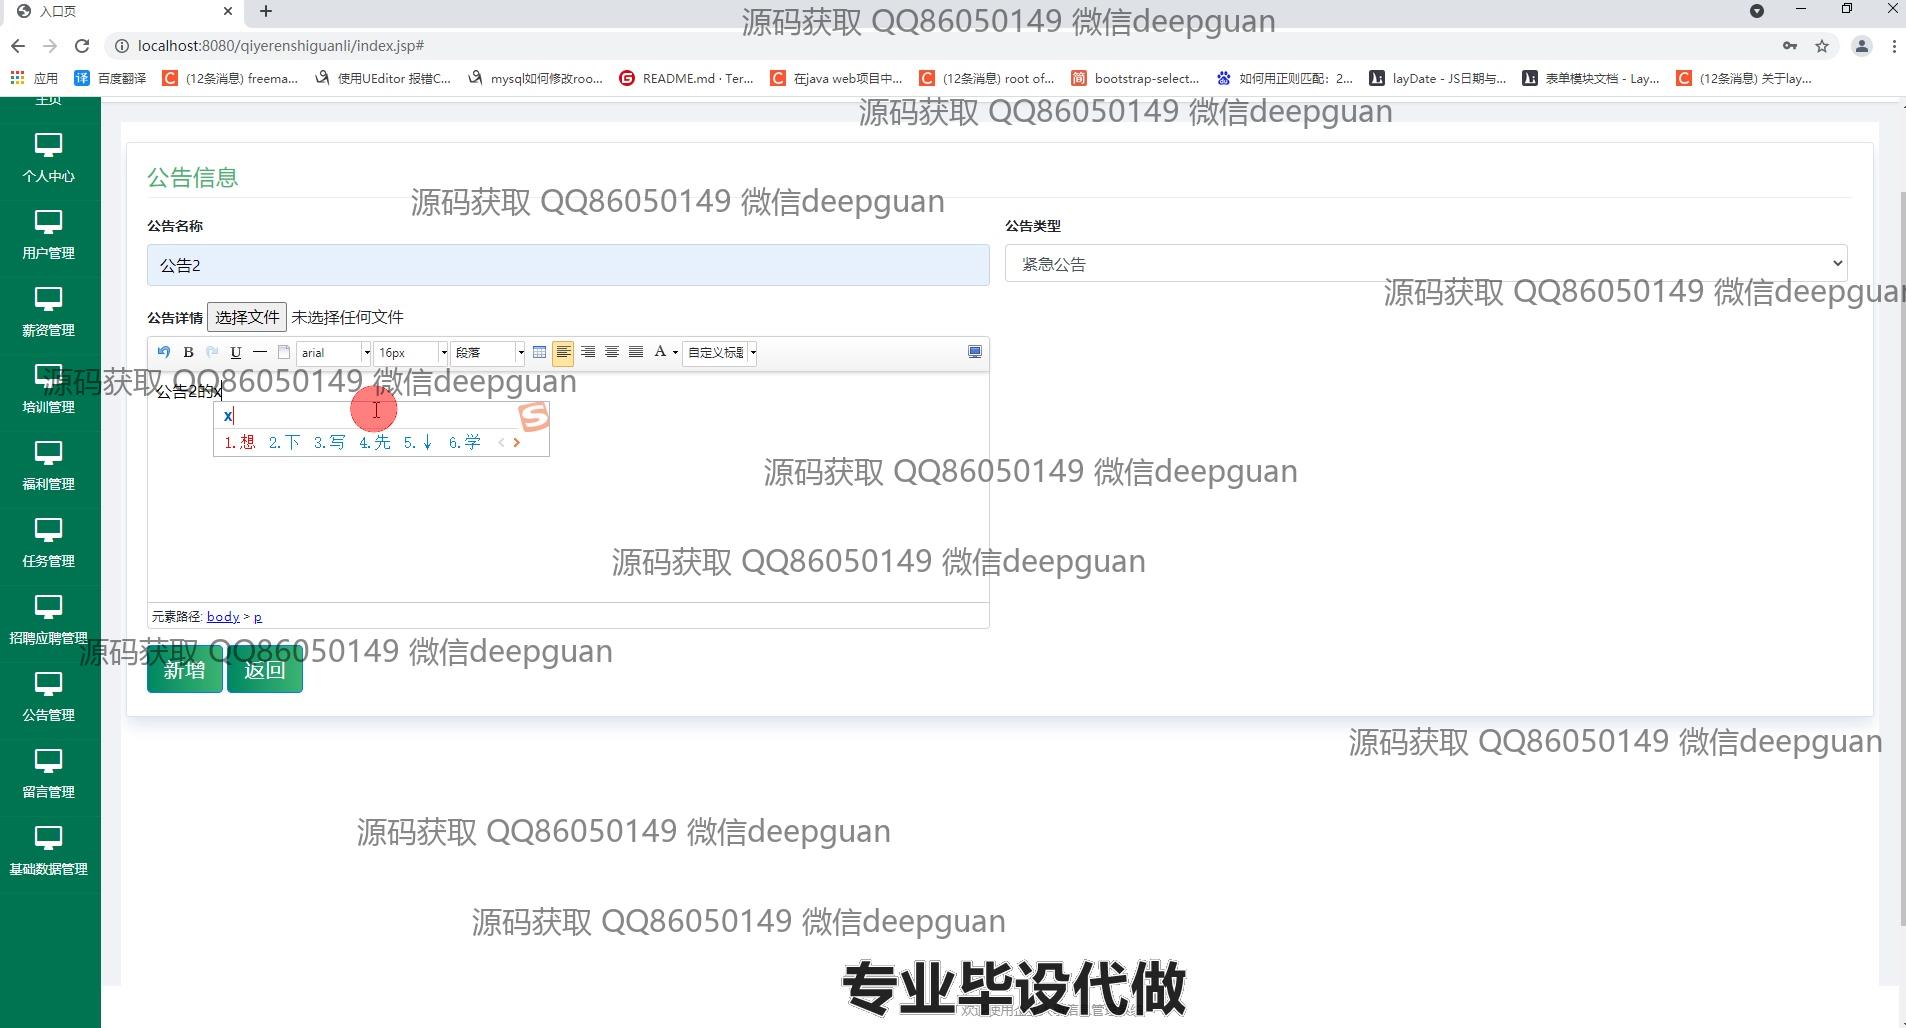 入口页
源码获取 QQ86050149 微信deepguan
localhost:8080/qiyerenshiguanli/index.jsp#
应用 百度翻译 (12条消息) freema... 使用UEditor 报错C... mysql如何修改roo... README.md · Ter... 在java web项目中... (12条消息) root of... bootstrap-select... 如何用正则匹配：2... layDate - JS日期与... 表单模块文档 - Lay... (12条消息) 关于lay...
主页
源码获取 QQ86050149 微信deepguan
个人中心
公告信息
源码获取 QQ86050149 微信deepguan
公告名称 公告类型
用户管理
公告2 紧急公告
源码获取 QQ86050149 微信deepguan
公告详情 选择文件 未选择任何文件
薪资管理
B U arial 16px 段落 A 自定义标题
源码获取 QQ86050149 微信deepguan
公告2的x
培训管理
x
1.想 2.下 3.写 4.先 5.↓ 6.学 < >
源码获取 QQ86050149 微信deepguan
福利管理
任务管理
源码获取 QQ86050149 微信deepguan
元素路径: body > p
招聘应聘管理
源码获取 QQ86050149 微信deepguan
新增 返回
公告管理
源码获取 QQ86050149 微信deepguan
留言管理
源码获取 QQ86050149 微信deepguan
基础数据管理
源码获取 QQ86050149 微信deepguan
专业毕设代做